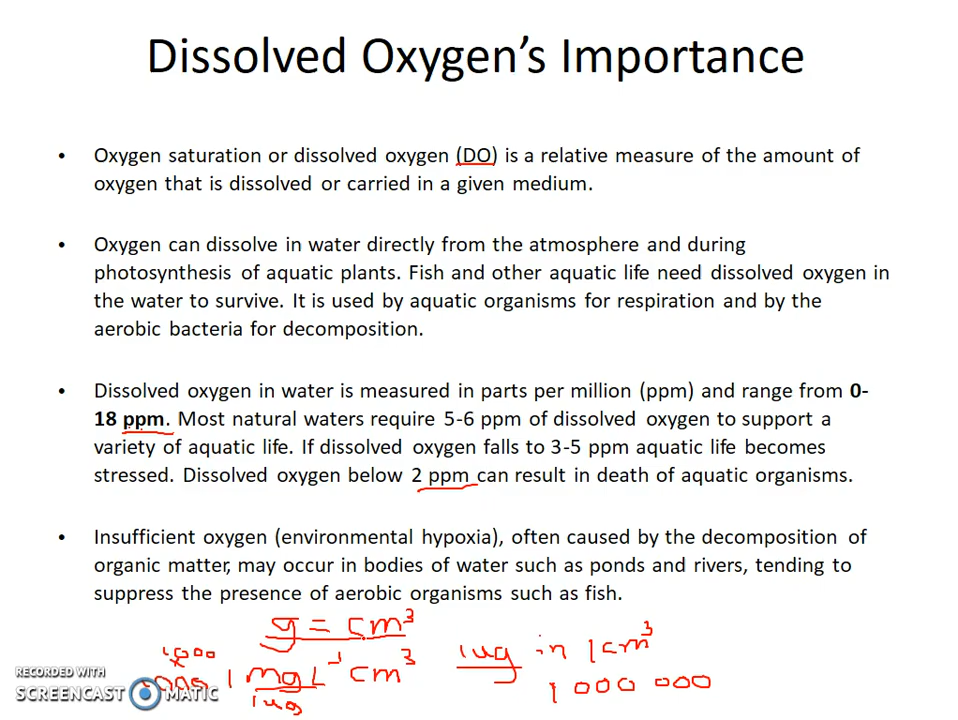 Dissolved Oxygen's Importance
• Oxygen saturation or dissolved oxygen (DO) is a relative measure of the amount of
oxygen that is dissolved or carried in a given medium.
• Oxygen can dissolve in water directly from the atmosphere and during
photosynthesis of aquatic plants. Fish and other aquatic life need dissolved oxygen in
the water to survive. It is used by aquatic organisms for respiration and by the
aerobic bacteria for decomposition.
• Dissolved oxygen in water is measured in parts per million (ppm) and range from 0-
18 ppm. Most natural waters require 5-6 ppm of dissolved oxygen to support a
variety of aquatic life. If dissolved oxygen falls to 3-5 ppm aquatic life becomes
stressed. Dissolved oxygen below 2 ppm can result in death of aquatic organisms.
• Insufficient oxygen (environmental hypoxia), often caused by the decomposition of
organic matter, may occur in bodies of water such as ponds and rivers, tending to
suppress the presence of aerobic organisms such as fish.
g = cm³
1000
1ug in 1cm³
1 mg L⁻¹ cm³
1 000 000
1ug
RECORDED WITH
SCREENCAST MATIC